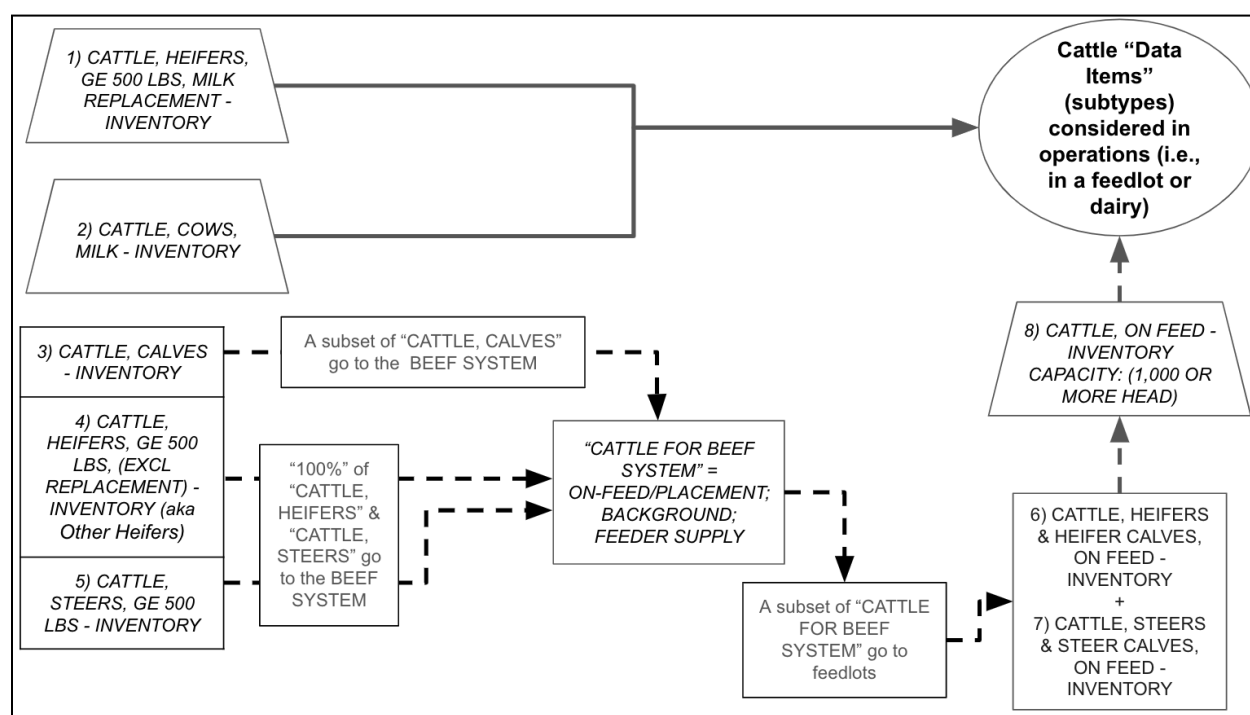 1) CATTLE, HEIFERS,
GE 500 LBS, MILK
REPLACEMENT -
INVENTORY
2) CATTLE, COWS,
MILK - INVENTORY
3) CATTLE, CALVES
- INVENTORY
4) CATTLE,
HEIFERS, GE 500
LBS, (EXCL
REPLACEMENT) -
INVENTORY (aka
Other Heifers)
5) CATTLE,
STEERS, GE 500
LBS - INVENTORY
A subset of “CATTLE, CALVES”
go to the BEEF SYSTEM
“100%” of
“CATTLE,
HEIFERS” &
“CATTLE,
STEERS” go
to the BEEF
SYSTEM
“CATTLE FOR BEEF
SYSTEM” =
ON-FEED/PLACEMENT;
BACKGROUND;
FEEDER SUPPLY
A subset of “CATTLE
FOR BEEF
SYSTEM” go to
feedlots
6) CATTLE, HEIFERS
& HEIFER CALVES,
ON FEED -
INVENTORY
+
7) CATTLE, STEERS
& STEER CALVES,
ON FEED -
INVENTORY
8) CATTLE, ON FEED -
INVENTORY
CAPACITY: (1,000 OR
MORE HEAD)
Cattle “Data
Items”
(subtypes)
considered in
operations (i.e.,
in a feedlot or
dairy)